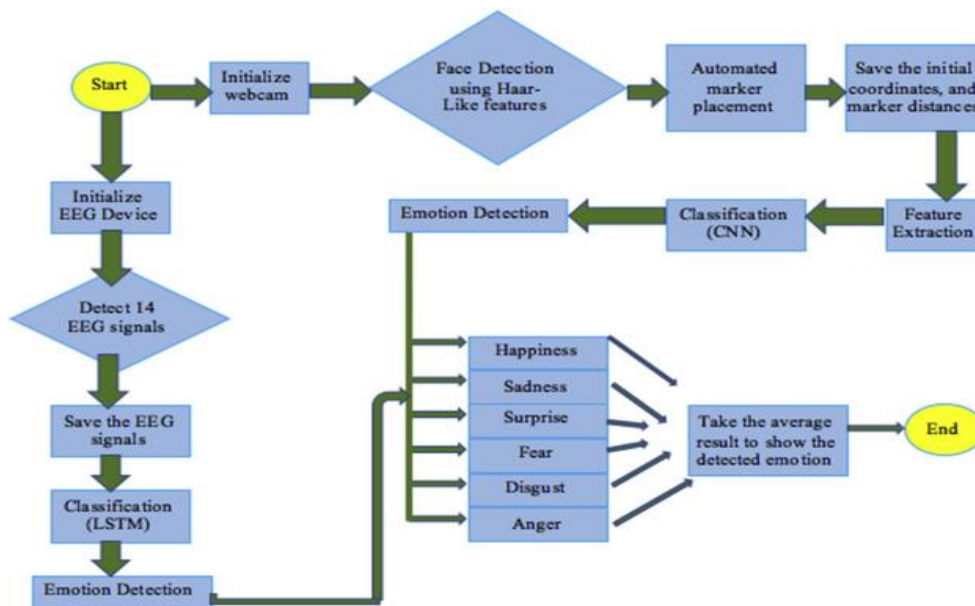 Start
Initialize
webcam
Face Detection
using Haar-
Like features
Automated
marker
placement
Save the initial
coordinates, and
marker distances
Initialize
EEG Device
Emotion Detection
Classification
(CNN)
Feature
Extraction
Detect 14
EEG signals
Happiness
Sadness
Surprise
Fear
Disgust
Anger
Take the average
result to show the
detected emotion
End
Save the EEG
signals
Classification
(LSTM)
Emotion Detection